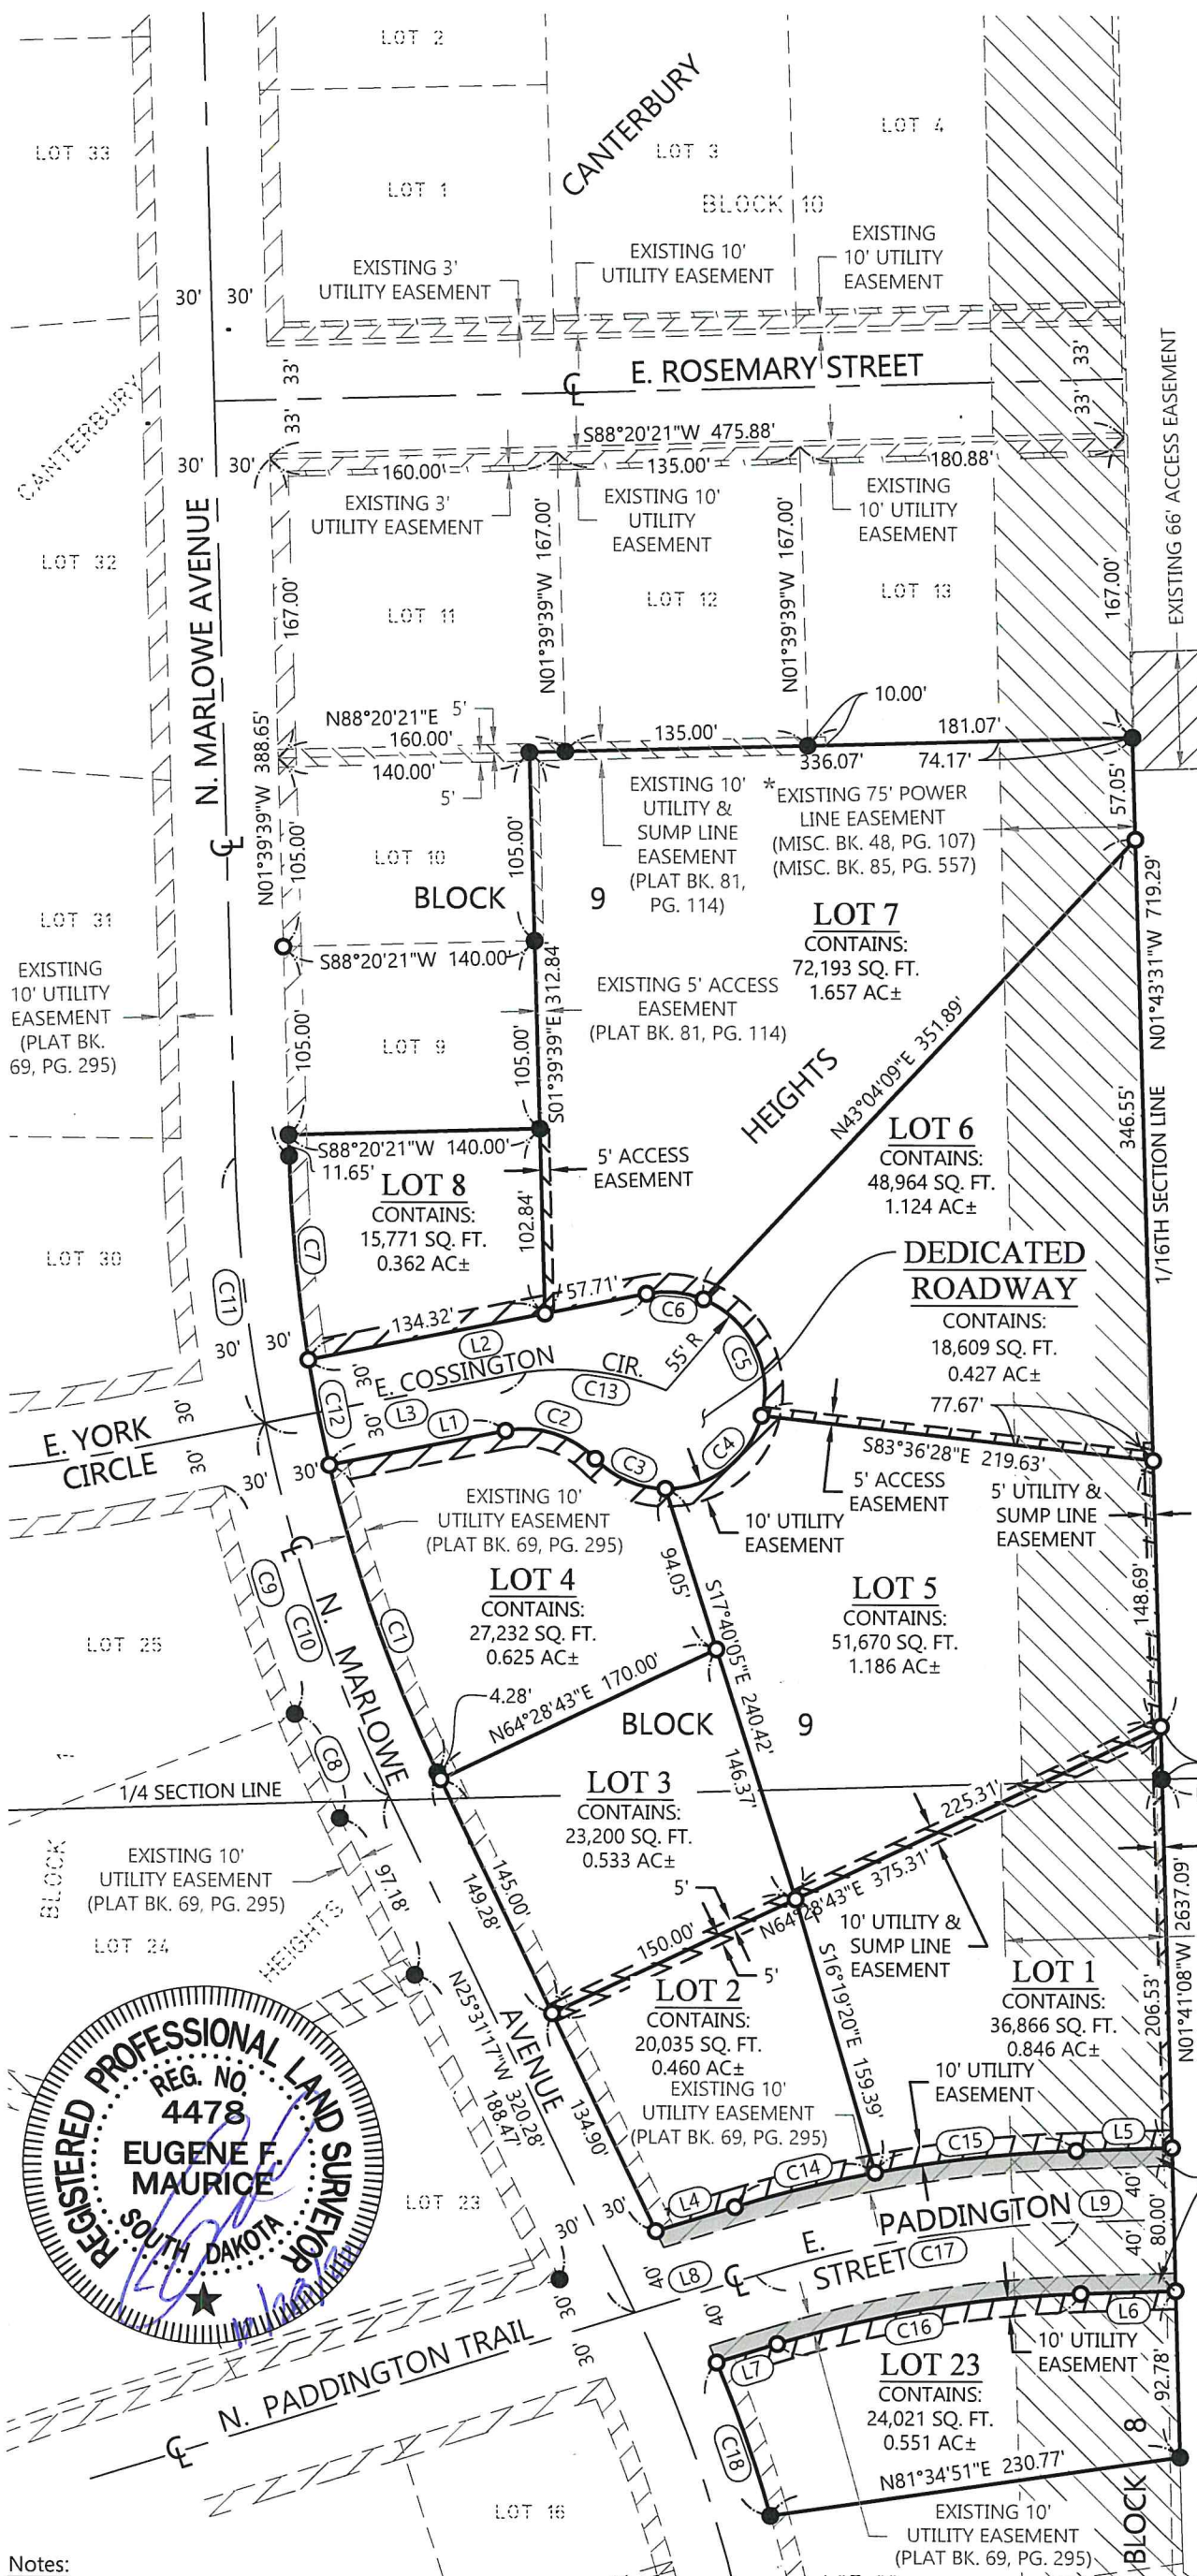 LOT 2
CANTERBURY
LOT 33
LOT 3
LOT 4
LOT 1
BLOCK 10
EXISTING 3'
UTILITY EASEMENT
EXISTING 10'
UTILITY EASEMENT
EXISTING
10' UTILITY
EASEMENT
30'
30'
33'
33'
E. ROSEMARY STREET
℄
33'
33'
CANTERBURY
S88°20'21"W 475.88'
30'
30'
160.00'
135.00'
180.88'
EXISTING 3'
UTILITY EASEMENT
EXISTING 10'
UTILITY
EASEMENT
EXISTING
10' UTILITY
EASEMENT
EXISTING 66' ACCESS EASEMENT
LOT 32
N. MARLOWE AVENUE
℄
167.00'
LOT 11
N01°39'39"W 167.00'
LOT 12
N01°39'39"W 167.00'
LOT 13
167.00'
N88°20'21"E
160.00'
5'
135.00'
10.00'
181.07'
140.00'
5'
336.07'
74.17'
57.05'
N01°39'39"W 388.65'
105.00'
LOT 10
105.00'
EXISTING 10'
UTILITY &
SUMP LINE
EASEMENT
(PLAT BK. 81,
PG. 114)
*EXISTING 75' POWER
LINE EASEMENT
(MISC. BK. 48, PG. 107)
(MISC. BK. 85, PG. 557)
BLOCK 9
LOT 31
LOT 7
CONTAINS:
72,193 SQ. FT.
1.657 AC±
S88°20'21"W 140.00'
EXISTING
10' UTILITY
EASEMENT
(PLAT BK.
69, PG. 295)
105.00'
LOT 9
105.00'
S01°39'39"E 312.84'
EXISTING 5' ACCESS
EASEMENT
(PLAT BK. 81, PG. 114)
N01°43'31"W 719.29'
HEIGHTS
N43°04'09"E 351.89'
346.55'
1/16TH SECTION LINE
S88°20'21"W 140.00'
11.65'
5' ACCESS
EASEMENT
LOT 6
CONTAINS:
48,964 SQ. FT.
1.124 AC±
LOT 8
CONTAINS:
15,771 SQ. FT.
0.362 AC±
102.84'
LOT 30
C7
C11
DEDICATED
ROADWAY
CONTAINS:
18,609 SQ. FT.
0.427 AC±
57.71'
C6
134.32'
L2
30'
30'
E. COSSINGTON CIR.
55' R
C5
C13
C12
30'
30'
L3
L1
C2
C3
C4
77.67'
S83°36'28"E 219.63'
E. YORK
CIRCLE
30'
30'
30'
30'
EXISTING 10'
UTILITY EASEMENT
(PLAT BK. 69, PG. 295)
10' UTILITY
EASEMENT
5' ACCESS
EASEMENT
5' UTILITY &
SUMP LINE
EASEMENT
℄
C9
C10
C1
94.05'
LOT 4
CONTAINS:
27,232 SQ. FT.
0.625 AC±
S17°40'05"E 240.42'
LOT 5
CONTAINS:
51,670 SQ. FT.
1.186 AC±
148.69'
LOT 25
N. MARLOWE
4.28'
N64°28'43"E 170.00'
BLOCK 9
146.37'
C8
1/4 SECTION LINE
LOT 3
CONTAINS:
23,200 SQ. FT.
0.533 AC±
225.31'
BLOCK
EXISTING 10'
UTILITY EASEMENT
(PLAT BK. 69, PG. 295)
97.18'
145.00'
149.28'
5'
N64°28'43"E 375.31'
10' UTILITY &
SUMP LINE
EASEMENT
LOT 24
HEIGHTS
150.00'
5'
LOT 2
CONTAINS:
20,035 SQ. FT.
0.460 AC±
S16°19'20"E 159.39'
LOT 1
CONTAINS:
36,866 SQ. FT.
0.846 AC±
206.53'
N01°41'08"W 2637.09'
N25°31'17"W 320.28'
188.47'
AVENUE
134.90'
EXISTING 10'
UTILITY EASEMENT
(PLAT BK. 69, PG. 295)
10' UTILITY
EASEMENT
REGISTERED PROFESSIONAL LAND SURVEYOR
REG. NO.
4478
EUGENE F.
MAURICE
SOUTH DAKOTA
LOT 23
C14
C15
L5
L4
30'
30'
E. PADDINGTON
STREET
L9
40'
80.00'
40'
40'
L8
℄
C17
40'
30'
30'
C16
L6
N. PADDINGTON TRAIL
℄
L7
10' UTILITY
EASEMENT
LOT 23
CONTAINS:
24,021 SQ. FT.
0.551 AC±
92.78'
C18
N81°34'51"E 230.77'
BLOCK 8
LOT 16
EXISTING 10'
UTILITY EASEMENT
(PLAT BK. 69, PG. 295)
Notes: